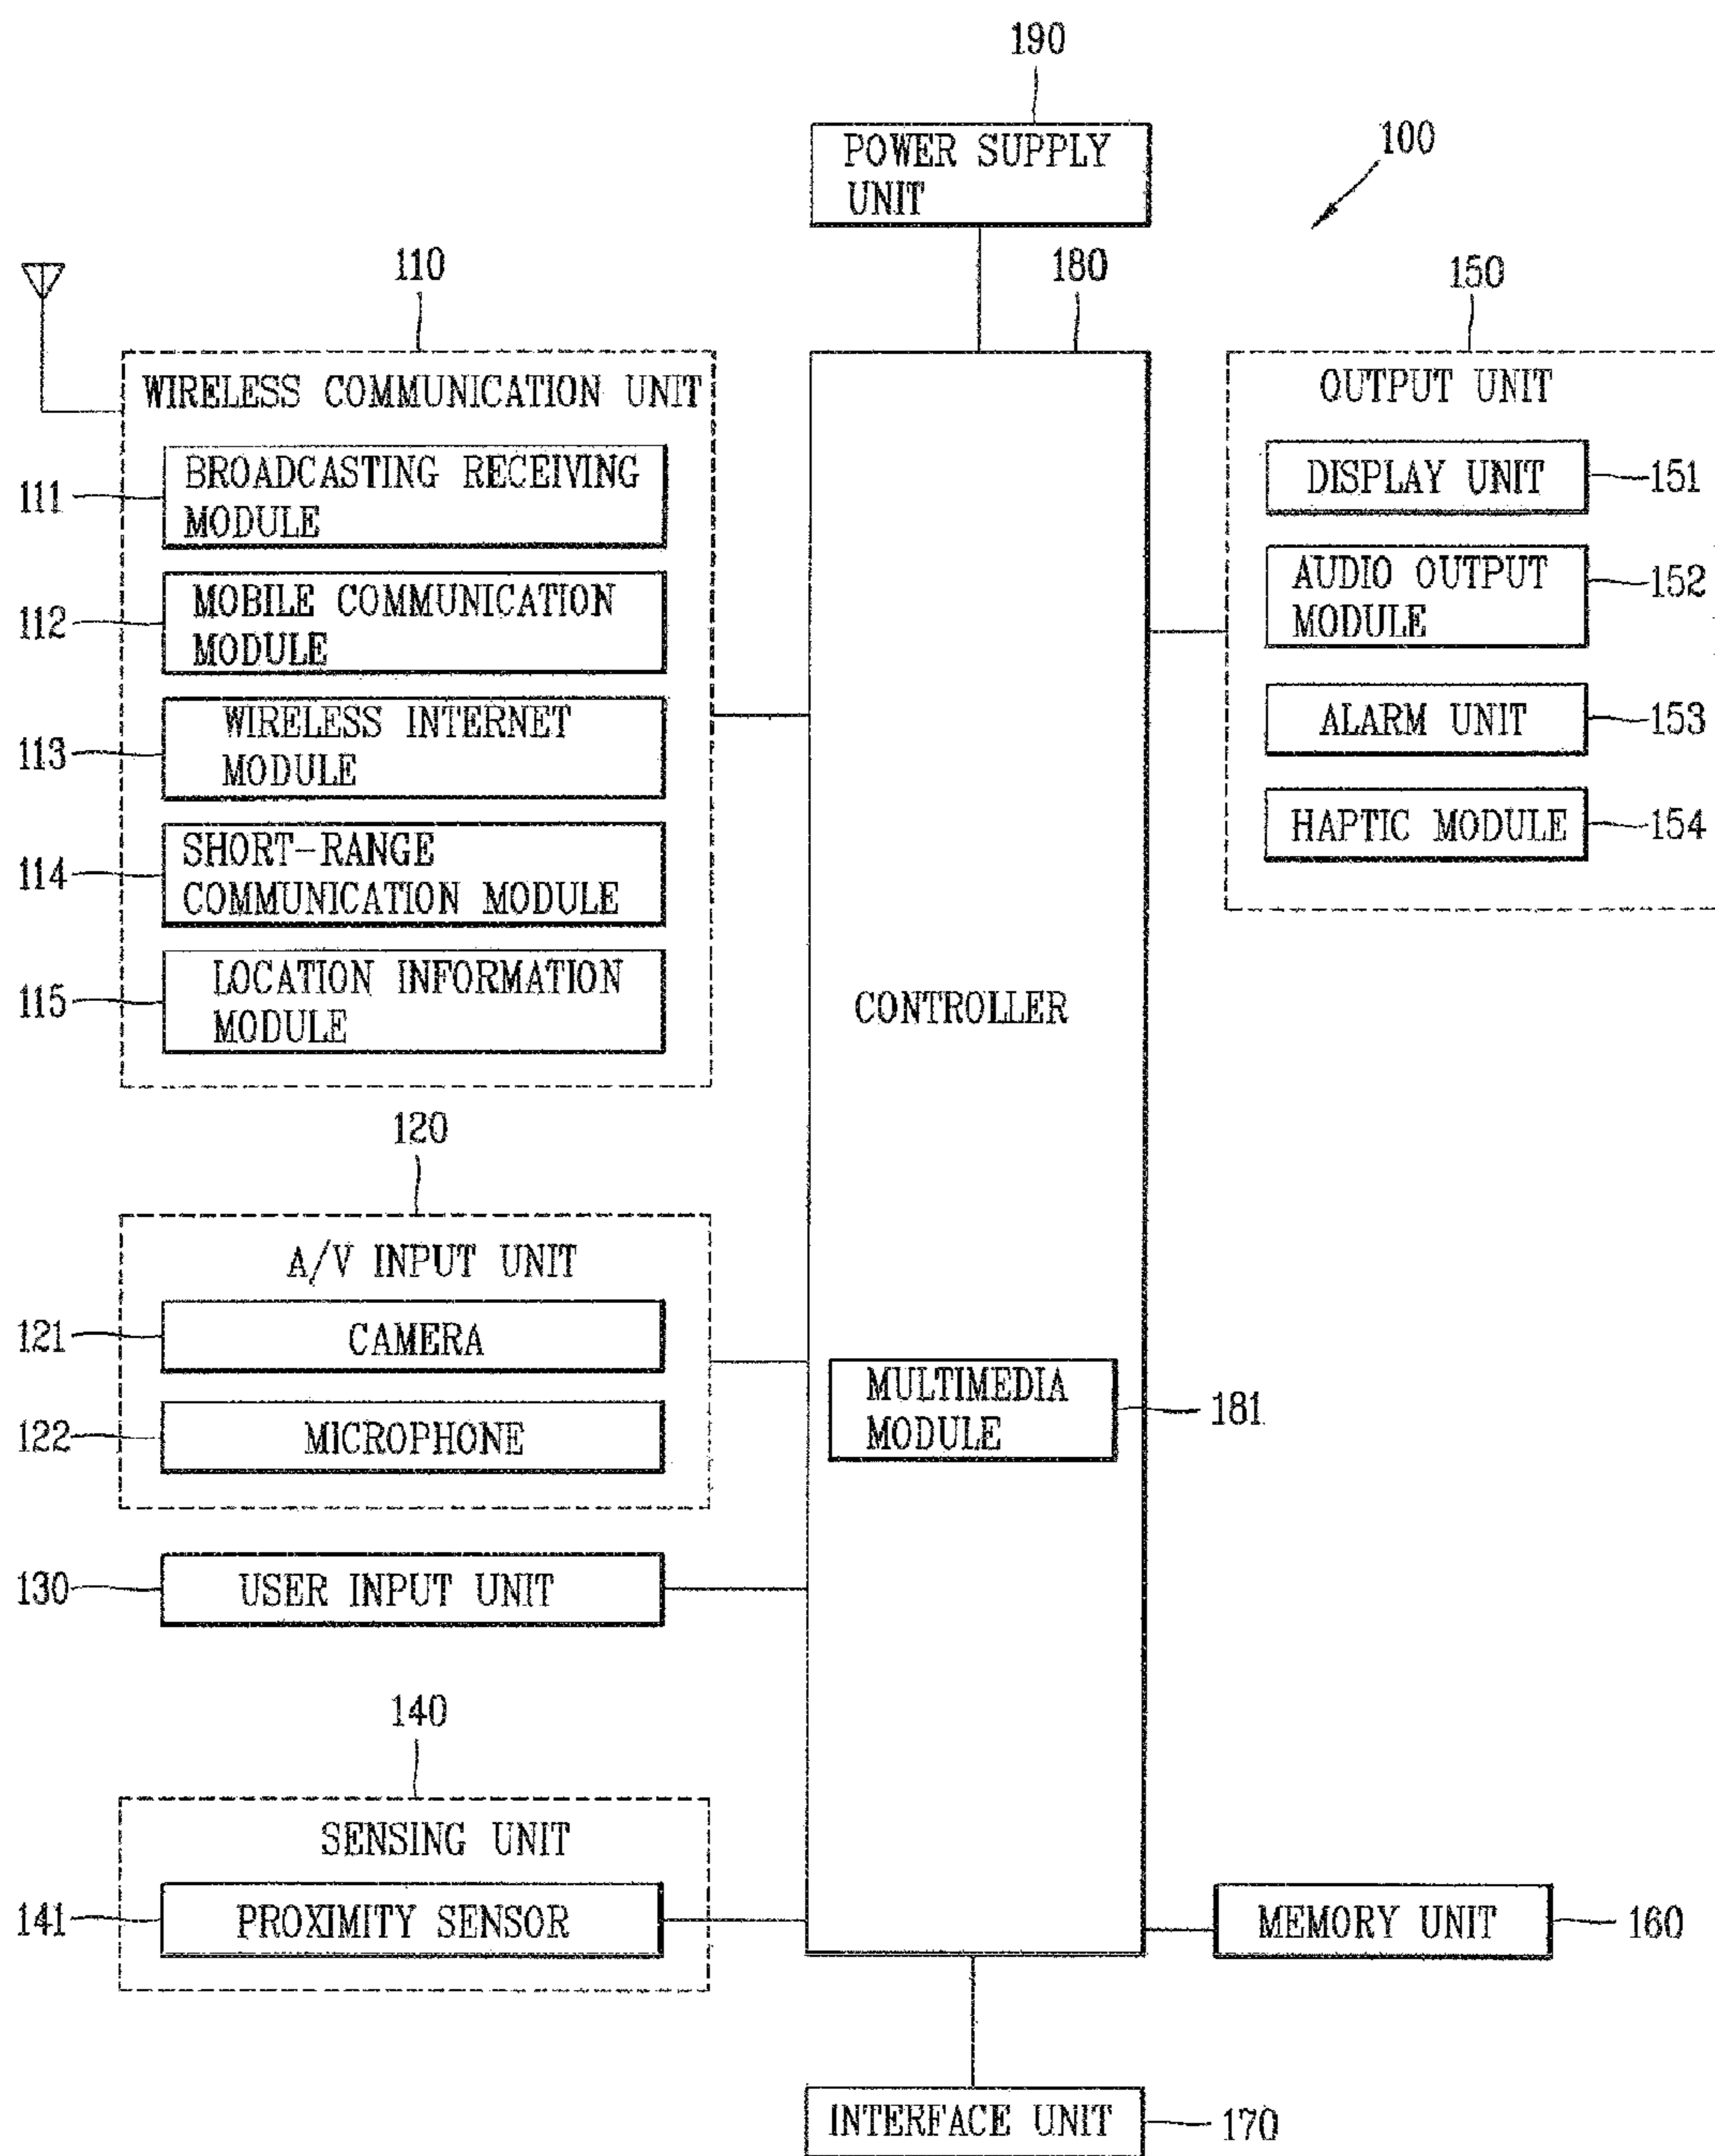 190
POWER SUPPLY
UNIT
100
110
180
150
WIRELESS COMMUNICATION UNIT
OUTPUT UNIT
111
BROADCASTING RECEIVING
MODULE
DISPLAY UNIT
151
112
MOBILE COMMUNICATION
MODULE
AUDIO OUTPUT
MODULE
152
113
WIRELESS INTERNET
MODULE
ALARM UNIT
153
114
SHORT-RANGE
COMMUNICATION MODULE
HAPTIC MODULE
154
115
LOCATION INFORMATION
MODULE
CONTROLLER
120
A/V INPUT UNIT
121
CAMERA
122
MICROPHONE
MULTIMEDIA
MODULE
181
130
USER INPUT UNIT
140
SENSING UNIT
141
PROXIMITY SENSOR
MEMORY UNIT
160
INTERFACE UNIT
170